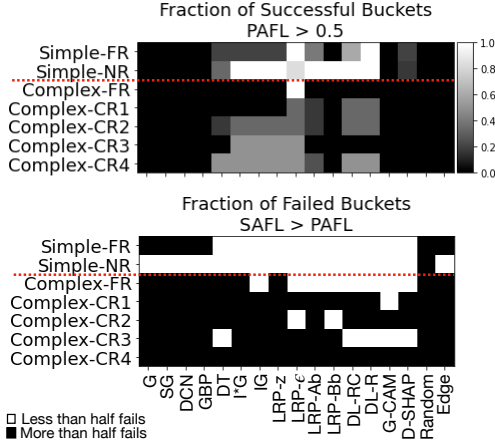 Fraction of Successful Buckets
PAFL > 0.5
Simple-FR
Simple-NR
Complex-FR
Complex-CR1
Complex-CR2
Complex-CR3
Complex-CR4
1.0
0.8
0.6
0.4
0.2
0.0
Fraction of Failed Buckets
SAFL > PAFL
Simple-FR
Simple-NR
Complex-FR
Complex-CR1
Complex-CR2
Complex-CR3
Complex-CR4
G
SG
DCN
GBP
DT
I*G
IG
LRP-z
LRP-ϵ
LRP-Ab
LRP-Bb
DL-RC
DL-R
G-CAM
D-SHAP
Random
Edge
Less than half fails
More than half fails